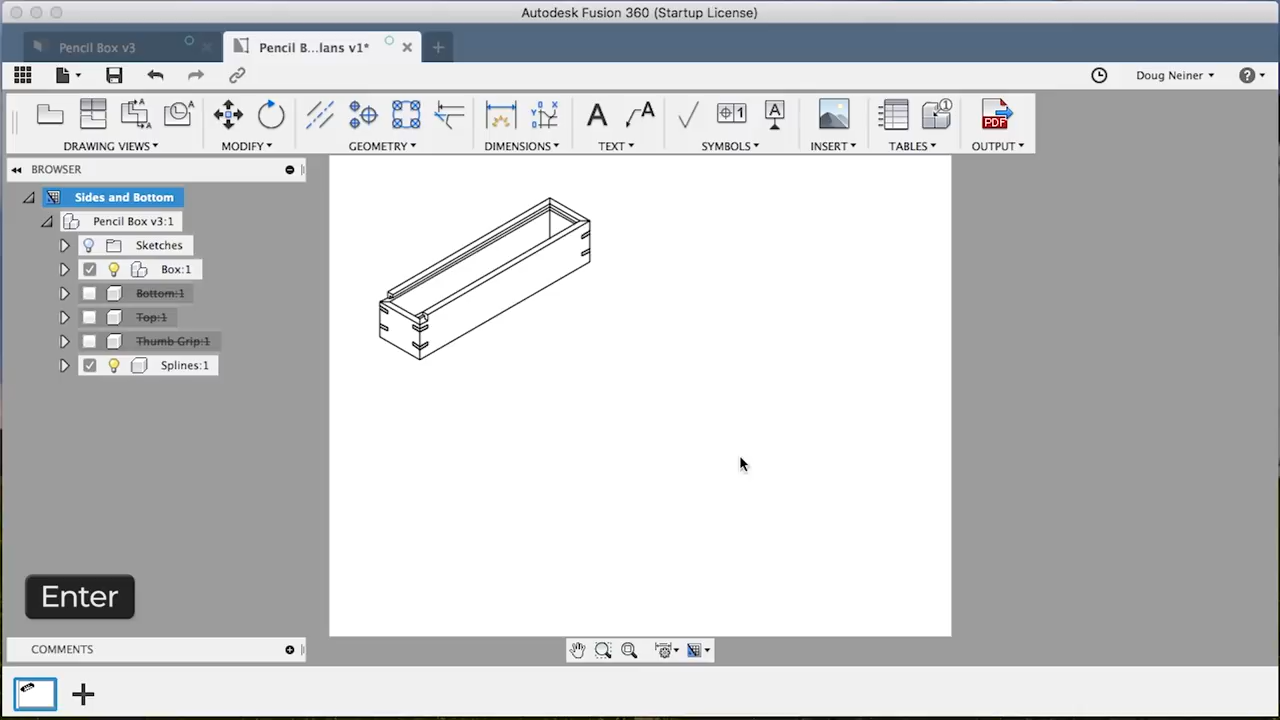 Autodesk Fusion 360 (Startup License)
Pencil Box v3
Pencil B...lans v1*
Doug Neiner
DRAWING VIEWS
MODIFY
GEOMETRY
DIMENSIONS
TEXT
SYMBOLS
INSERT
TABLES
OUTPUT
BROWSER
Sides and Bottom
Pencil Box v3:1
Sketches
Box:1
Bottom:1
Top:1
Thumb Grip:1
Splines:1
Enter
COMMENTS